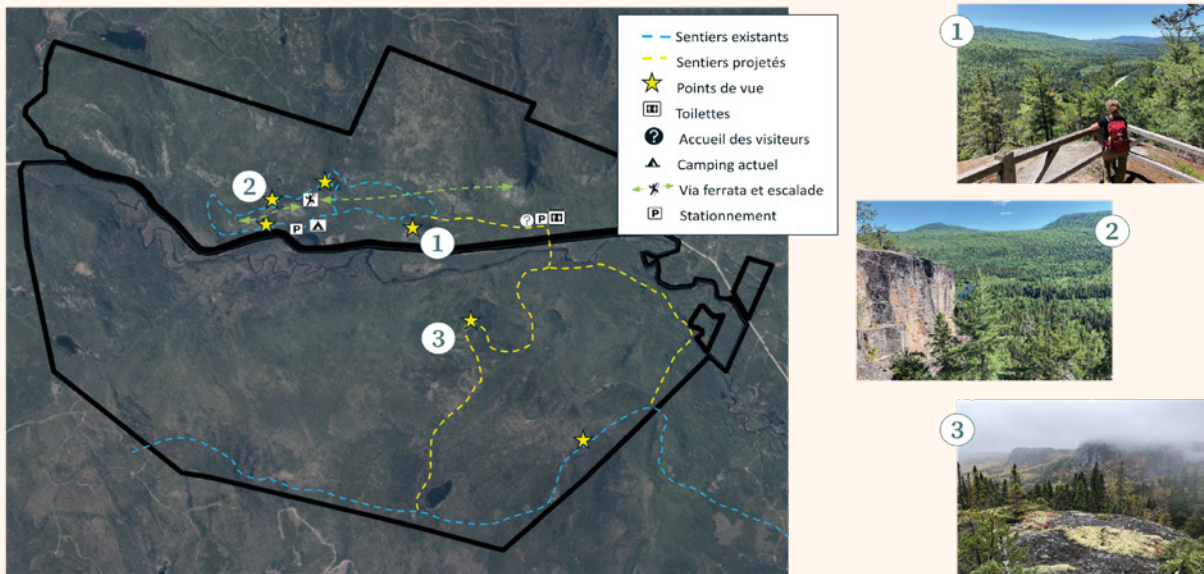 Sentiers existants
Sentiers projetés
Points de vue
Toilettes
? Accueil des visiteurs
Camping actuel
Via ferrata et escalade
P Stationnement
2
P
1
? P
3
1
2
3